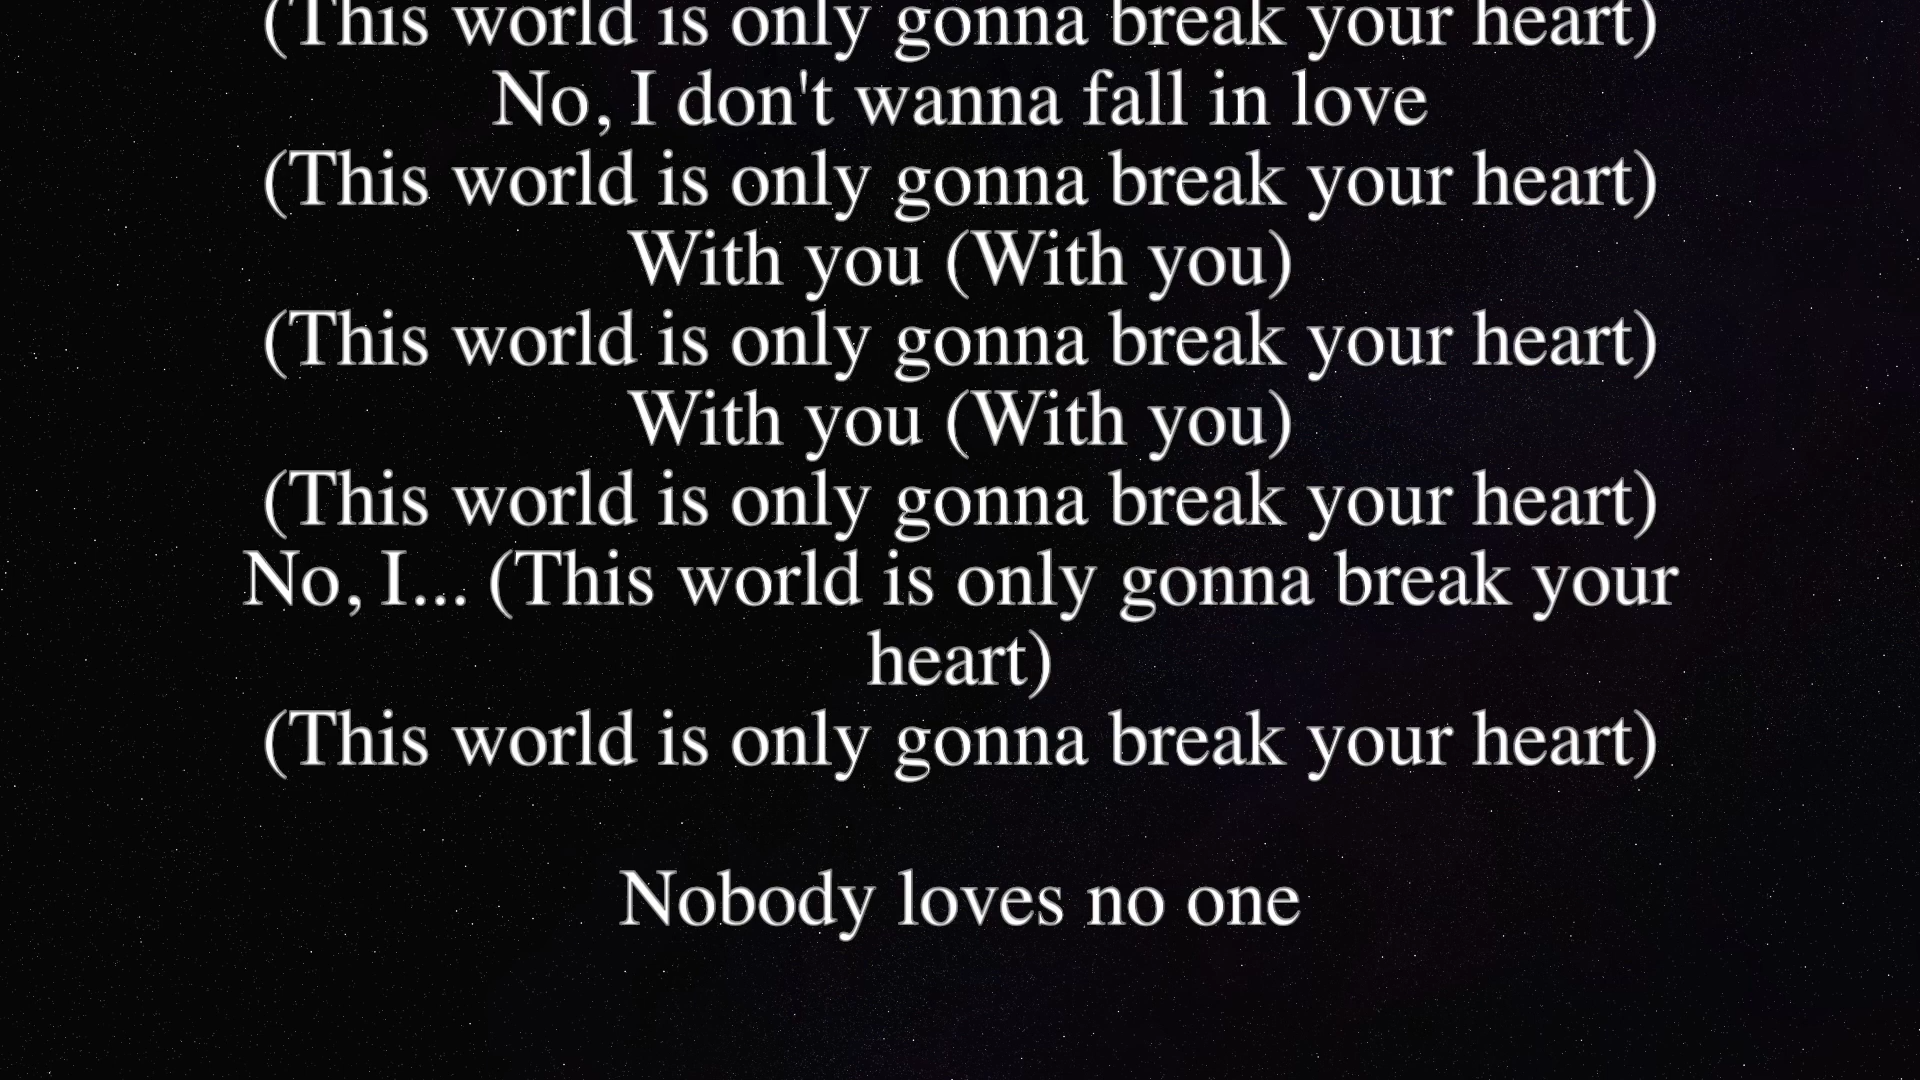 (This world is only gonna break your heart)
No, I don't wanna fall in love
(This world is only gonna break your heart)
With you (With you)
(This world is only gonna break your heart)
With you (With you)
(This world is only gonna break your heart)
No, I... (This world is only gonna break your
heart)
(This world is only gonna break your heart)
Nobody loves no one